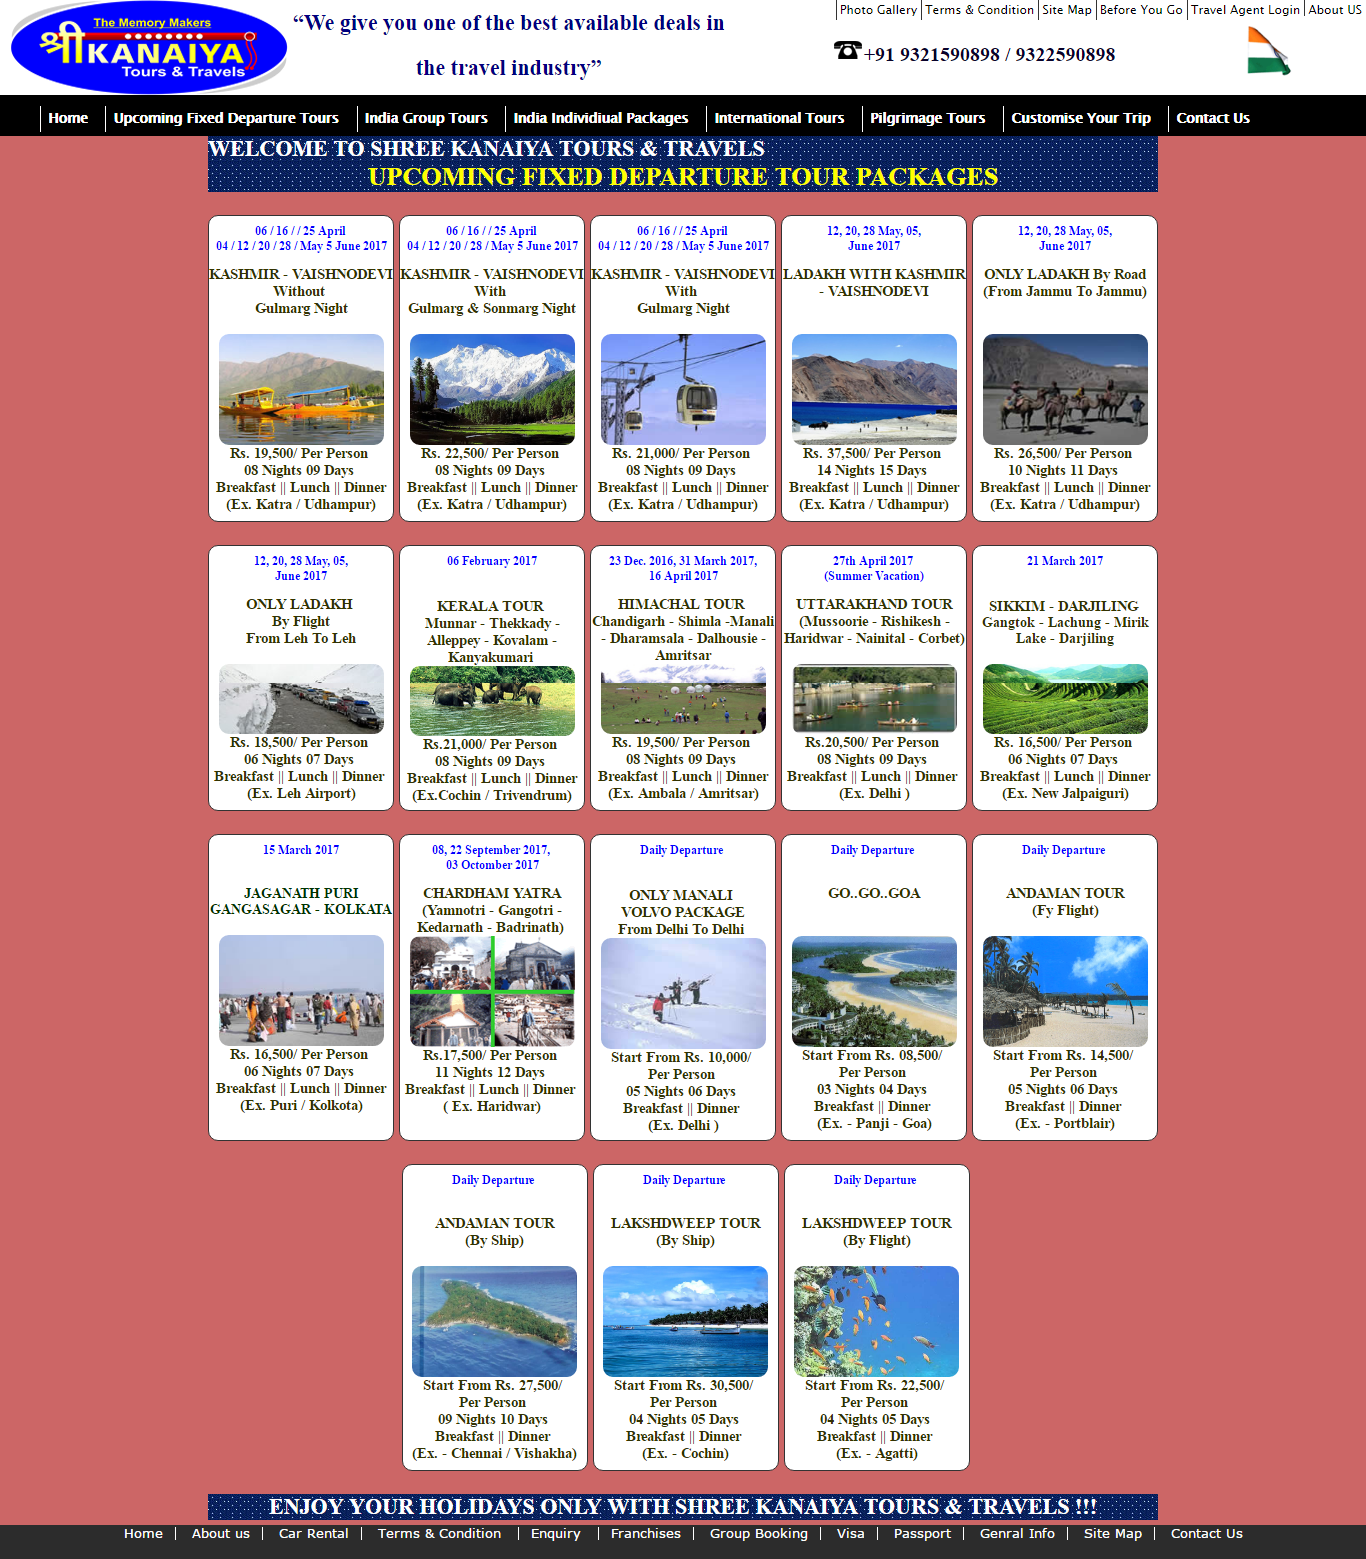 The Memory Makers
श्री KANAIYA
Tours & Travels
“We give you one of the best available deals in
the travel industry”
Photo Gallery Terms & Condition Site Map Before You Go Travel Agent Login About US
+91 9321590898 / 9322590898
Home Upcoming Fixed Departure Tours India Group Tours India Individiual Packages International Tours Pilgrimage Tours Customise Your Trip Contact Us
WELCOME TO SHREE KANAIYA TOURS & TRAVELS
UPCOMING FIXED DEPARTURE TOUR PACKAGES
06 / 16 / / 25 April
04 / 12 / 20 / 28 / May 5 June 2017
KASHMIR - VAISHNODEVI
Without
Gulmarg Night
Rs. 19,500/ Per Person
08 Nights 09 Days
Breakfast || Lunch || Dinner
(Ex. Katra / Udhampur)
06 / 16 / / 25 April
04 / 12 / 20 / 28 / May 5 June 2017
KASHMIR - VAISHNODEVI
With
Gulmarg & Sonmarg Night
Rs. 22,500/ Per Person
08 Nights 09 Days
Breakfast || Lunch || Dinner
(Ex. Katra / Udhampur)
06 / 16 / / 25 April
04 / 12 / 20 / 28 / May 5 June 2017
KASHMIR - VAISHNODEVI
With
Gulmarg Night
Rs. 21,000/ Per Person
08 Nights 09 Days
Breakfast || Lunch || Dinner
(Ex. Katra / Udhampur)
12, 20, 28 May, 05,
June 2017
LADAKH WITH KASHMIR
- VAISHNODEVI
Rs. 37,500/ Per Person
14 Nights 15 Days
Breakfast || Lunch || Dinner
(Ex. Katra / Udhampur)
12, 20, 28 May, 05,
June 2017
ONLY LADAKH By Road
(From Jammu To Jammu)
Rs. 26,500/ Per Person
10 Nights 11 Days
Breakfast || Lunch || Dinner
(Ex. Katra / Udhampur)
12, 20, 28 May, 05,
June 2017
ONLY LADAKH
By Flight
From Leh To Leh
Rs. 18,500/ Per Person
06 Nights 07 Days
Breakfast || Lunch || Dinner
(Ex. Leh Airport)
06 February 2017
KERALA TOUR
Munnar - Thekkady -
Alleppey - Kovalam -
Kanyakumari
Rs.21,000/ Per Person
08 Nights 09 Days
Breakfast || Lunch || Dinner
(Ex.Cochin / Trivendrum)
23 Dec. 2016, 31 March 2017,
16 April 2017
HIMACHAL TOUR
Chandigarh - Shimla -Manali
- Dharamsala - Dalhousie -
Amritsar
Rs. 19,500/ Per Person
08 Nights 09 Days
Breakfast || Lunch || Dinner
(Ex. Ambala / Amritsar)
27th April 2017
(Summer Vacation)
UTTARAKHAND TOUR
(Mussoorie - Rishikesh -
Haridwar - Nainital - Corbet)
Rs.20,500/ Per Person
08 Nights 09 Days
Breakfast || Lunch || Dinner
(Ex. Delhi )
21 March 2017
SIKKIM - DARJILING
Gangtok - Lachung - Mirik
Lake - Darjiling
Rs. 16,500/ Per Person
06 Nights 07 Days
Breakfast || Lunch || Dinner
(Ex. New Jalpaiguri)
15 March 2017
JAGANATH PURI
GANGASAGAR - KOLKATA
Rs. 16,500/ Per Person
06 Nights 07 Days
Breakfast || Lunch || Dinner
(Ex. Puri / Kolkota)
08, 22 September 2017,
03 Octomber 2017
CHARDHAM YATRA
(Yamnotri - Gangotri -
Kedarnath - Badrinath)
Rs.17,500/ Per Person
11 Nights 12 Days
Breakfast || Lunch || Dinner
( Ex. Haridwar)
Daily Departure
ONLY MANALI
VOLVO PACKAGE
From Delhi To Delhi
Start From Rs. 10,000/
Per Person
05 Nights 06 Days
Breakfast || Dinner
(Ex. Delhi )
Daily Departure
GO..GO..GOA
Start From Rs. 08,500/
Per Person
03 Nights 04 Days
Breakfast || Dinner
(Ex. - Panji - Goa)
Daily Departure
ANDAMAN TOUR
(Fy Flight)
Start From Rs. 14,500/
Per Person
05 Nights 06 Days
Breakfast || Dinner
(Ex. - Portblair)
Daily Departure
ANDAMAN TOUR
(By Ship)
Start From Rs. 27,500/
Per Person
09 Nights 10 Days
Breakfast || Dinner
(Ex. - Chennai / Vishakha)
Daily Departure
LAKSHDWEEP TOUR
(By Ship)
Start From Rs. 30,500/
Per Person
04 Nights 05 Days
Breakfast || Dinner
(Ex. - Cochin)
Daily Departure
LAKSHDWEEP TOUR
(By Flight)
Start From Rs. 22,500/
Per Person
04 Nights 05 Days
Breakfast || Dinner
(Ex. - Agatti)
ENJOY YOUR HOLIDAYS ONLY WITH SHREE KANAIYA TOURS & TRAVELS !!!
Home About us Car Rental Terms & Condition Enquiry Franchises Group Booking Visa Passport Genral Info Site Map Contact Us